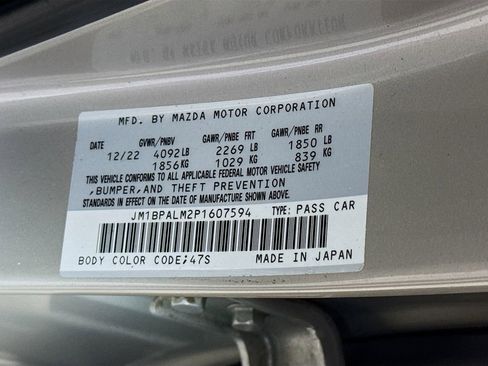 MFD. BY MAZDA MOTOR CORPORATION
DATE GVWR/PNBV GAWR/PNBE FRT GAWR/PNBE RR
12/22 4092LB 2269 LB 1850 LB
1856KG 1029 KG 839 KG
THIS VEHICLE CONFORMS TO ALL APPLICABLE FEDERAL MOTOR VEHICLE SAFETY
,BUMPER,AND THEFT PREVENTION
STANDARDS IN EFFECT ON THE DATE OF MANUFACTURE SHOWN ABOVE.
JM1BPALM2P1607594 TYPE: PASS CAR
BODY COLOR CODE;47S MADE IN JAPAN